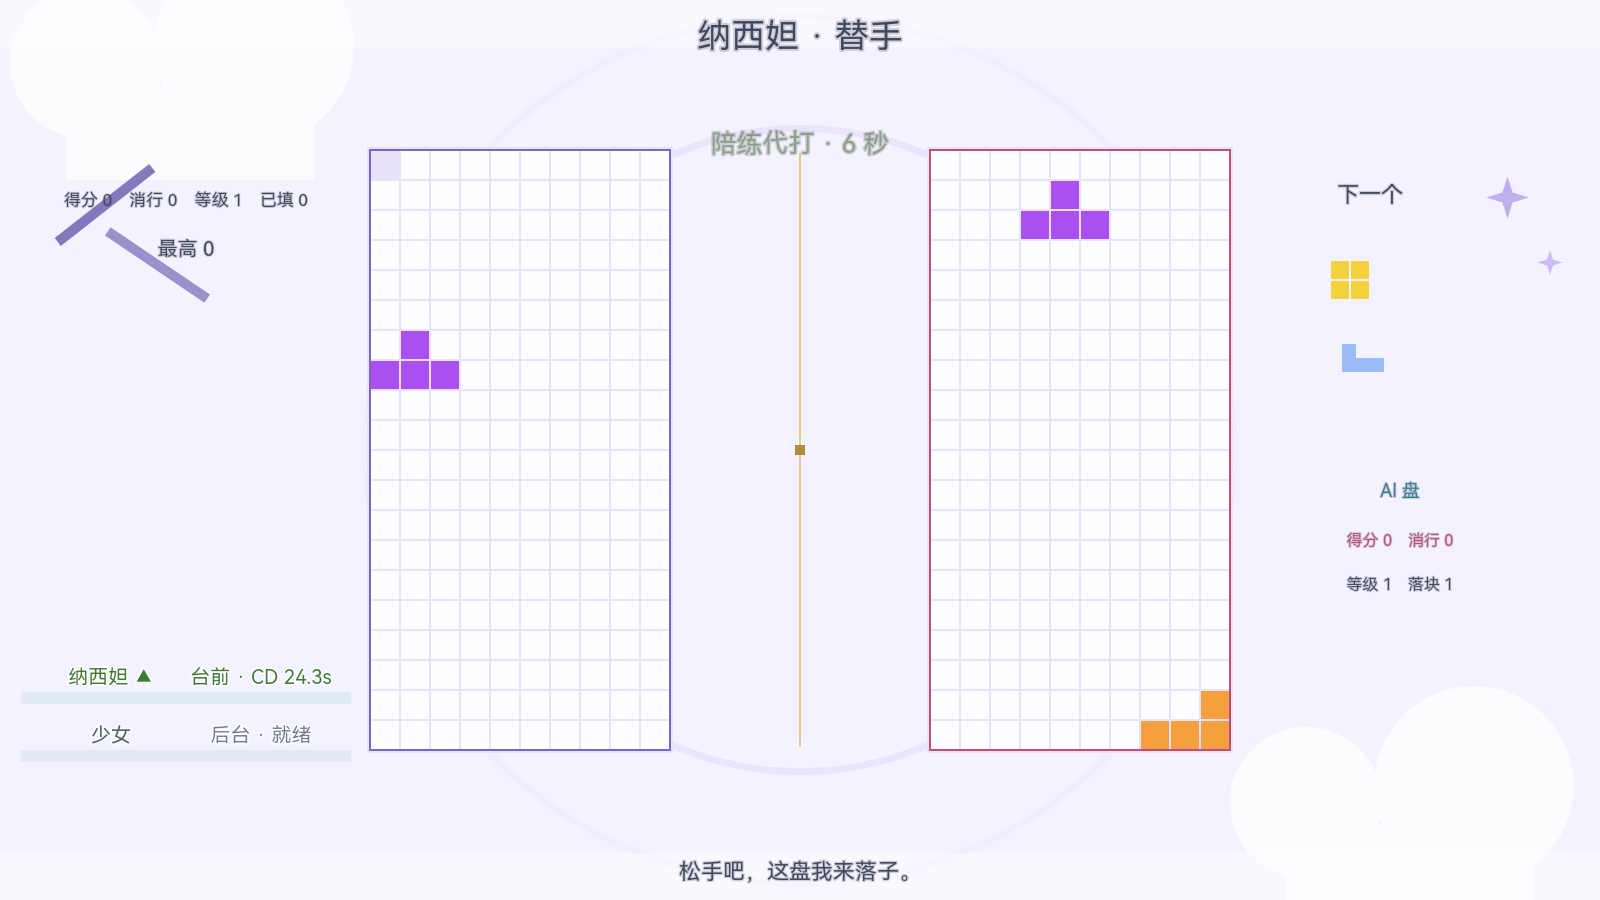 纳西妲 · 替手
陪练代打 · 6 秒
得分 0 消行 0 等级 1 已填 0
最高 0
下一个
AI 盘
得分 0 消行 0
等级 1 落块 1
纳西妲 ▲ 台前 · CD 24.3s
少女 后台 · 就绪
松手吧，这盘我来落子。